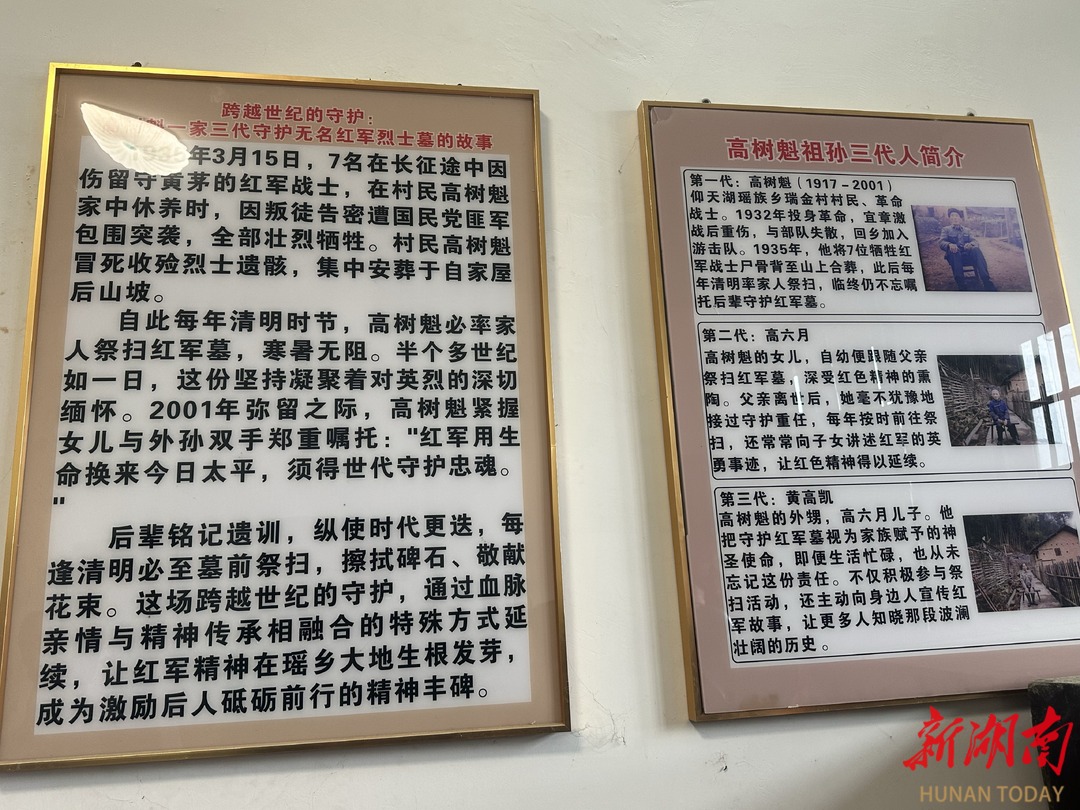 跨越世纪的守护：
魁一家三代守护无名红军烈士墓的故事
年3月15日，7名在长征途中因
伤留守黄茅的红军战士，在村民高树魁
家中休养时，因叛徒告密遭国民党匪军
包围突袭，全部壮烈牺牲。村民高树魁
冒死收殓烈士遗骸，集中安葬于自家屋
后山坡。
自此每年清明时节，高树魁必率家
人祭扫红军墓，寒暑无阻。半个多世纪
如一日，这份坚持凝聚着对英烈的深切
缅怀。2001年弥留之际，高树魁紧握
女儿与外孙双手郑重嘱托："红军用生
命换来今日太平，须得世代守护忠魂。
"
后辈铭记遗训，纵使时代更迭，每
逢清明必至墓前祭扫，擦拭碑石、敬献
花束。这场跨越世纪的守护，通过血脉
亲情与精神传承相融合的特殊方式延
续，让红军精神在瑶乡大地生根发芽，
成为激励后人砥砺前行的精神丰碑。
高树魁祖孙三代人简介
第一代：高树魁（1917-2001）
仰天湖瑶族乡瑞金村村民、革命
战士。1932年投身革命，宜章激
战后重伤，与部队失散，回乡加入
游击队。1935年，他将7位牺牲红
军战士尸骨背至山上合葬，此后每
年清明率家人祭扫，临终仍不忘嘱
托后辈守护红军墓。
第二代：高六月
高树魁的女儿，自幼便跟随父亲
祭扫红军墓，深受红色精神的熏
陶。父亲离世后，她毫不犹豫地
接过守护重任，每年按时前往祭
扫，还常常向子女讲述红军的英
勇事迹，让红色精神得以延续。
第三代：黄高凯
高树魁的外甥，高六月儿子。他
把守护红军墓视为家族赋予的神
圣使命，即便生活忙碌，也从未
忘记这份责任。不仅积极参与祭
扫活动，还主动向身边人宣传红
军故事，让更多人知晓那段波澜
壮阔的历史。
新湖南
HUNAN TODAY